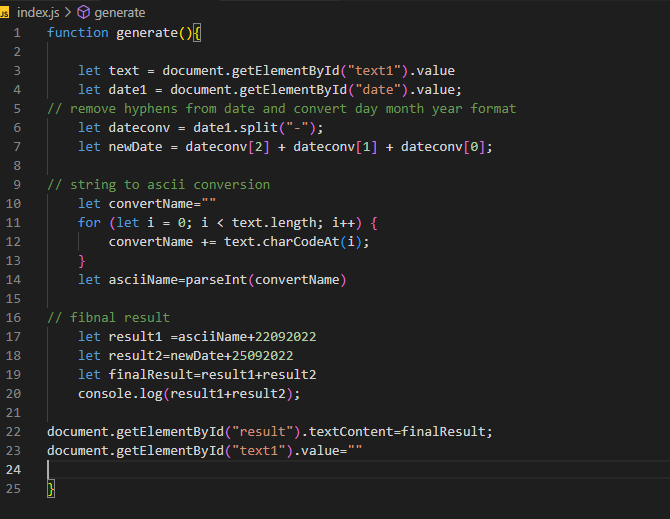 JS index.js > generate
1 function generate(){
2
3 let text = document.getElementById("text1").value
4 let date1 = document.getElementById("date").value;
5 // remove hyphens from date and convert day month year format
6 let dateconv = date1.split("-");
7 let newDate = dateconv[2] + dateconv[1] + dateconv[0];
8
9 // string to ascii conversion
10 let convertName=""
11 for (let i = 0; i < text.length; i++) {
12 convertName += text.charCodeAt(i);
13 }
14 let asciiName=parseInt(convertName)
15
16 // fibnal result
17 let result1 =asciiName+22092022
18 let result2=newDate+25092022
19 let finalResult=result1+result2
20 console.log(result1+result2);
21
22 document.getElementById("result").textContent=finalResult;
23 document.getElementById("text1").value=""
24
25 }